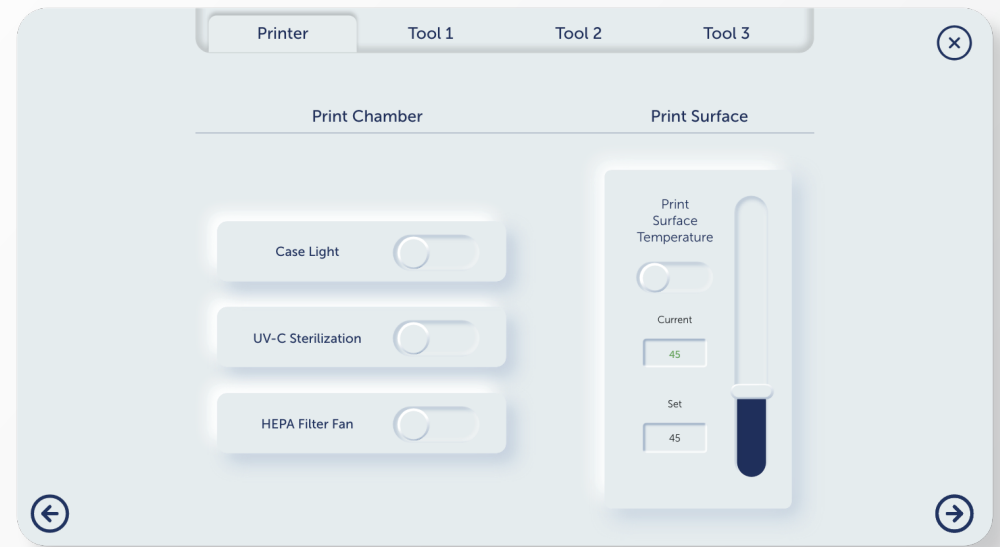 Printer
Tool 1
Tool 2
Tool 3
Print Chamber
Print Surface
Case Light
UV-C Sterilization
HEPA Filter Fan
Print
Surface
Temperature
Current
45
Set
45